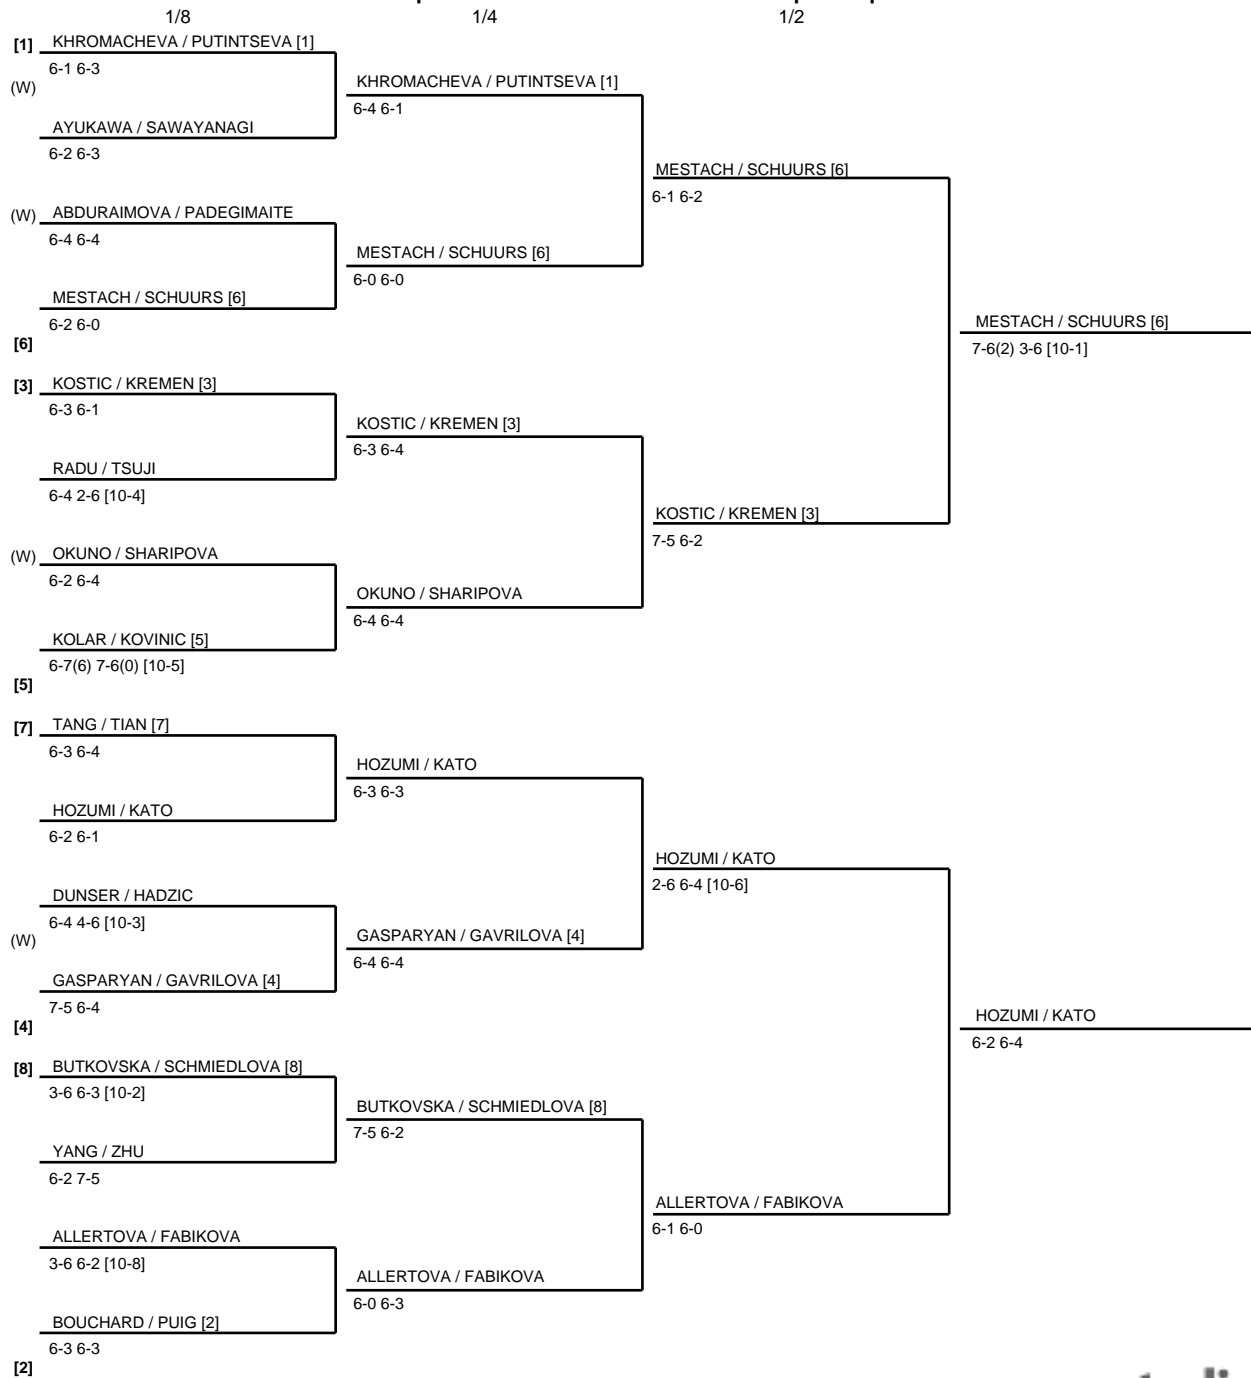 1/8
1/4
1/2
[1] KHROMACHEVA / PUTINTSEVA [1]
6-1 6-3
(W)
AYUKAWA / SAWAYANAGI
6-2 6-3
(W) ABDURAIMOVA / PADEGIMAITE
6-4 6-4
MESTACH / SCHUURS [6]
6-2 6-0
[6]
[3] KOSTIC / KREMEN [3]
6-3 6-1
RADU / TSUJI
6-4 2-6 [10-4]
(W) OKUNO / SHARIPOVA
6-2 6-4
KOLAR / KOVINIC [5]
6-7(6) 7-6(0) [10-5]
[5]
[7] TANG / TIAN [7]
6-3 6-4
HOZUMI / KATO
6-2 6-1
DUNSER / HADZIC
6-4 4-6 [10-3]
(W)
GASPARYAN / GAVRILOVA [4]
7-5 6-4
[4]
[8] BUTKOVSKA / SCHMIEDLOVA [8]
3-6 6-3 [10-2]
YANG / ZHU
6-2 7-5
ALLERTOVA / FABIKOVA
3-6 6-2 [10-8]
BOUCHARD / PUIG [2]
6-3 6-3
[2]
KHROMACHEVA / PUTINTSEVA [1]
6-4 6-1
MESTACH / SCHUURS [6]
6-0 6-0
KOSTIC / KREMEN [3]
6-3 6-4
OKUNO / SHARIPOVA
6-4 6-4
HOZUMI / KATO
6-3 6-3
GASPARYAN / GAVRILOVA [4]
6-4 6-4
BUTKOVSKA / SCHMIEDLOVA [8]
7-5 6-2
ALLERTOVA / FABIKOVA
6-0 6-3
MESTACH / SCHUURS [6]
6-1 6-2
KOSTIC / KREMEN [3]
7-5 6-2
HOZUMI / KATO
2-6 6-4 [10-6]
ALLERTOVA / FABIKOVA
6-1 6-0
MESTACH / SCHUURS [6]
7-6(2) 3-6 [10-1]
HOZUMI / KATO
6-2 6-4